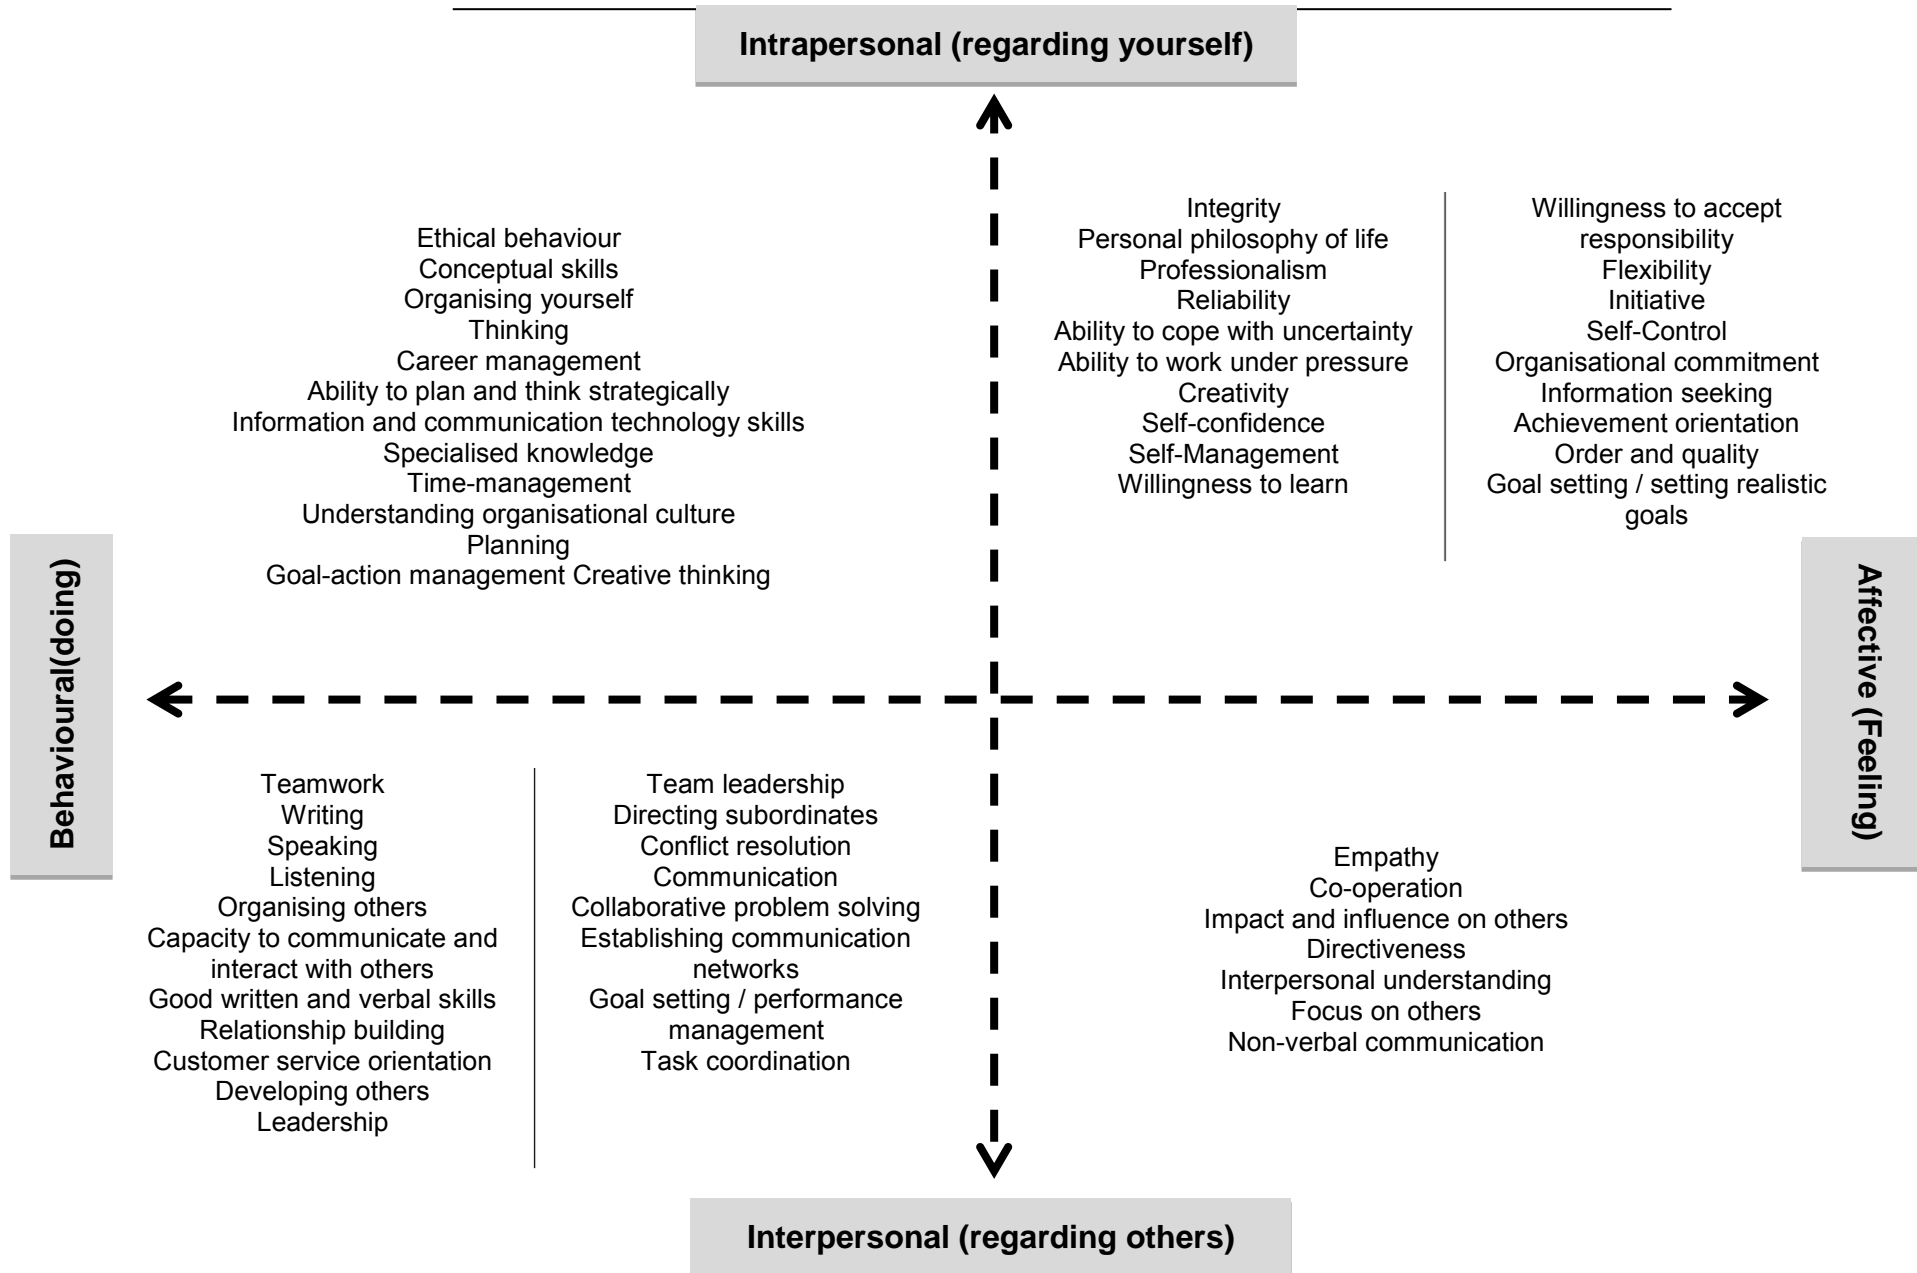 Intrapersonal (regarding yourself)
Ethical behaviour
Conceptual skills
Organising yourself
Thinking
Career management
Ability to plan and think strategically
Information and communication technology skills
Specialised knowledge
Time-management
Understanding organisational culture
Planning
Goal-action management Creative thinking
Integrity
Personal philosophy of life
Professionalism
Reliability
Ability to cope with uncertainty
Ability to work under pressure
Creativity
Self-confidence
Self-Management
Willingness to learn
Willingness to accept
responsibility
Flexibility
Initiative
Self-Control
Organisational commitment
Information seeking
Achievement orientation
Order and quality
Goal setting / setting realistic
goals
Behavioural(doing)
Affective (Feeling)
Teamwork
Writing
Speaking
Listening
Organising others
Capacity to communicate and
interact with others
Good written and verbal skills
Relationship building
Customer service orientation
Developing others
Leadership
Team leadership
Directing subordinates
Conflict resolution
Communication
Collaborative problem solving
Establishing communication
networks
Goal setting / performance
management
Task coordination
Empathy
Co-operation
Impact and influence on others
Directiveness
Interpersonal understanding
Focus on others
Non-verbal communication
Interpersonal (regarding others)